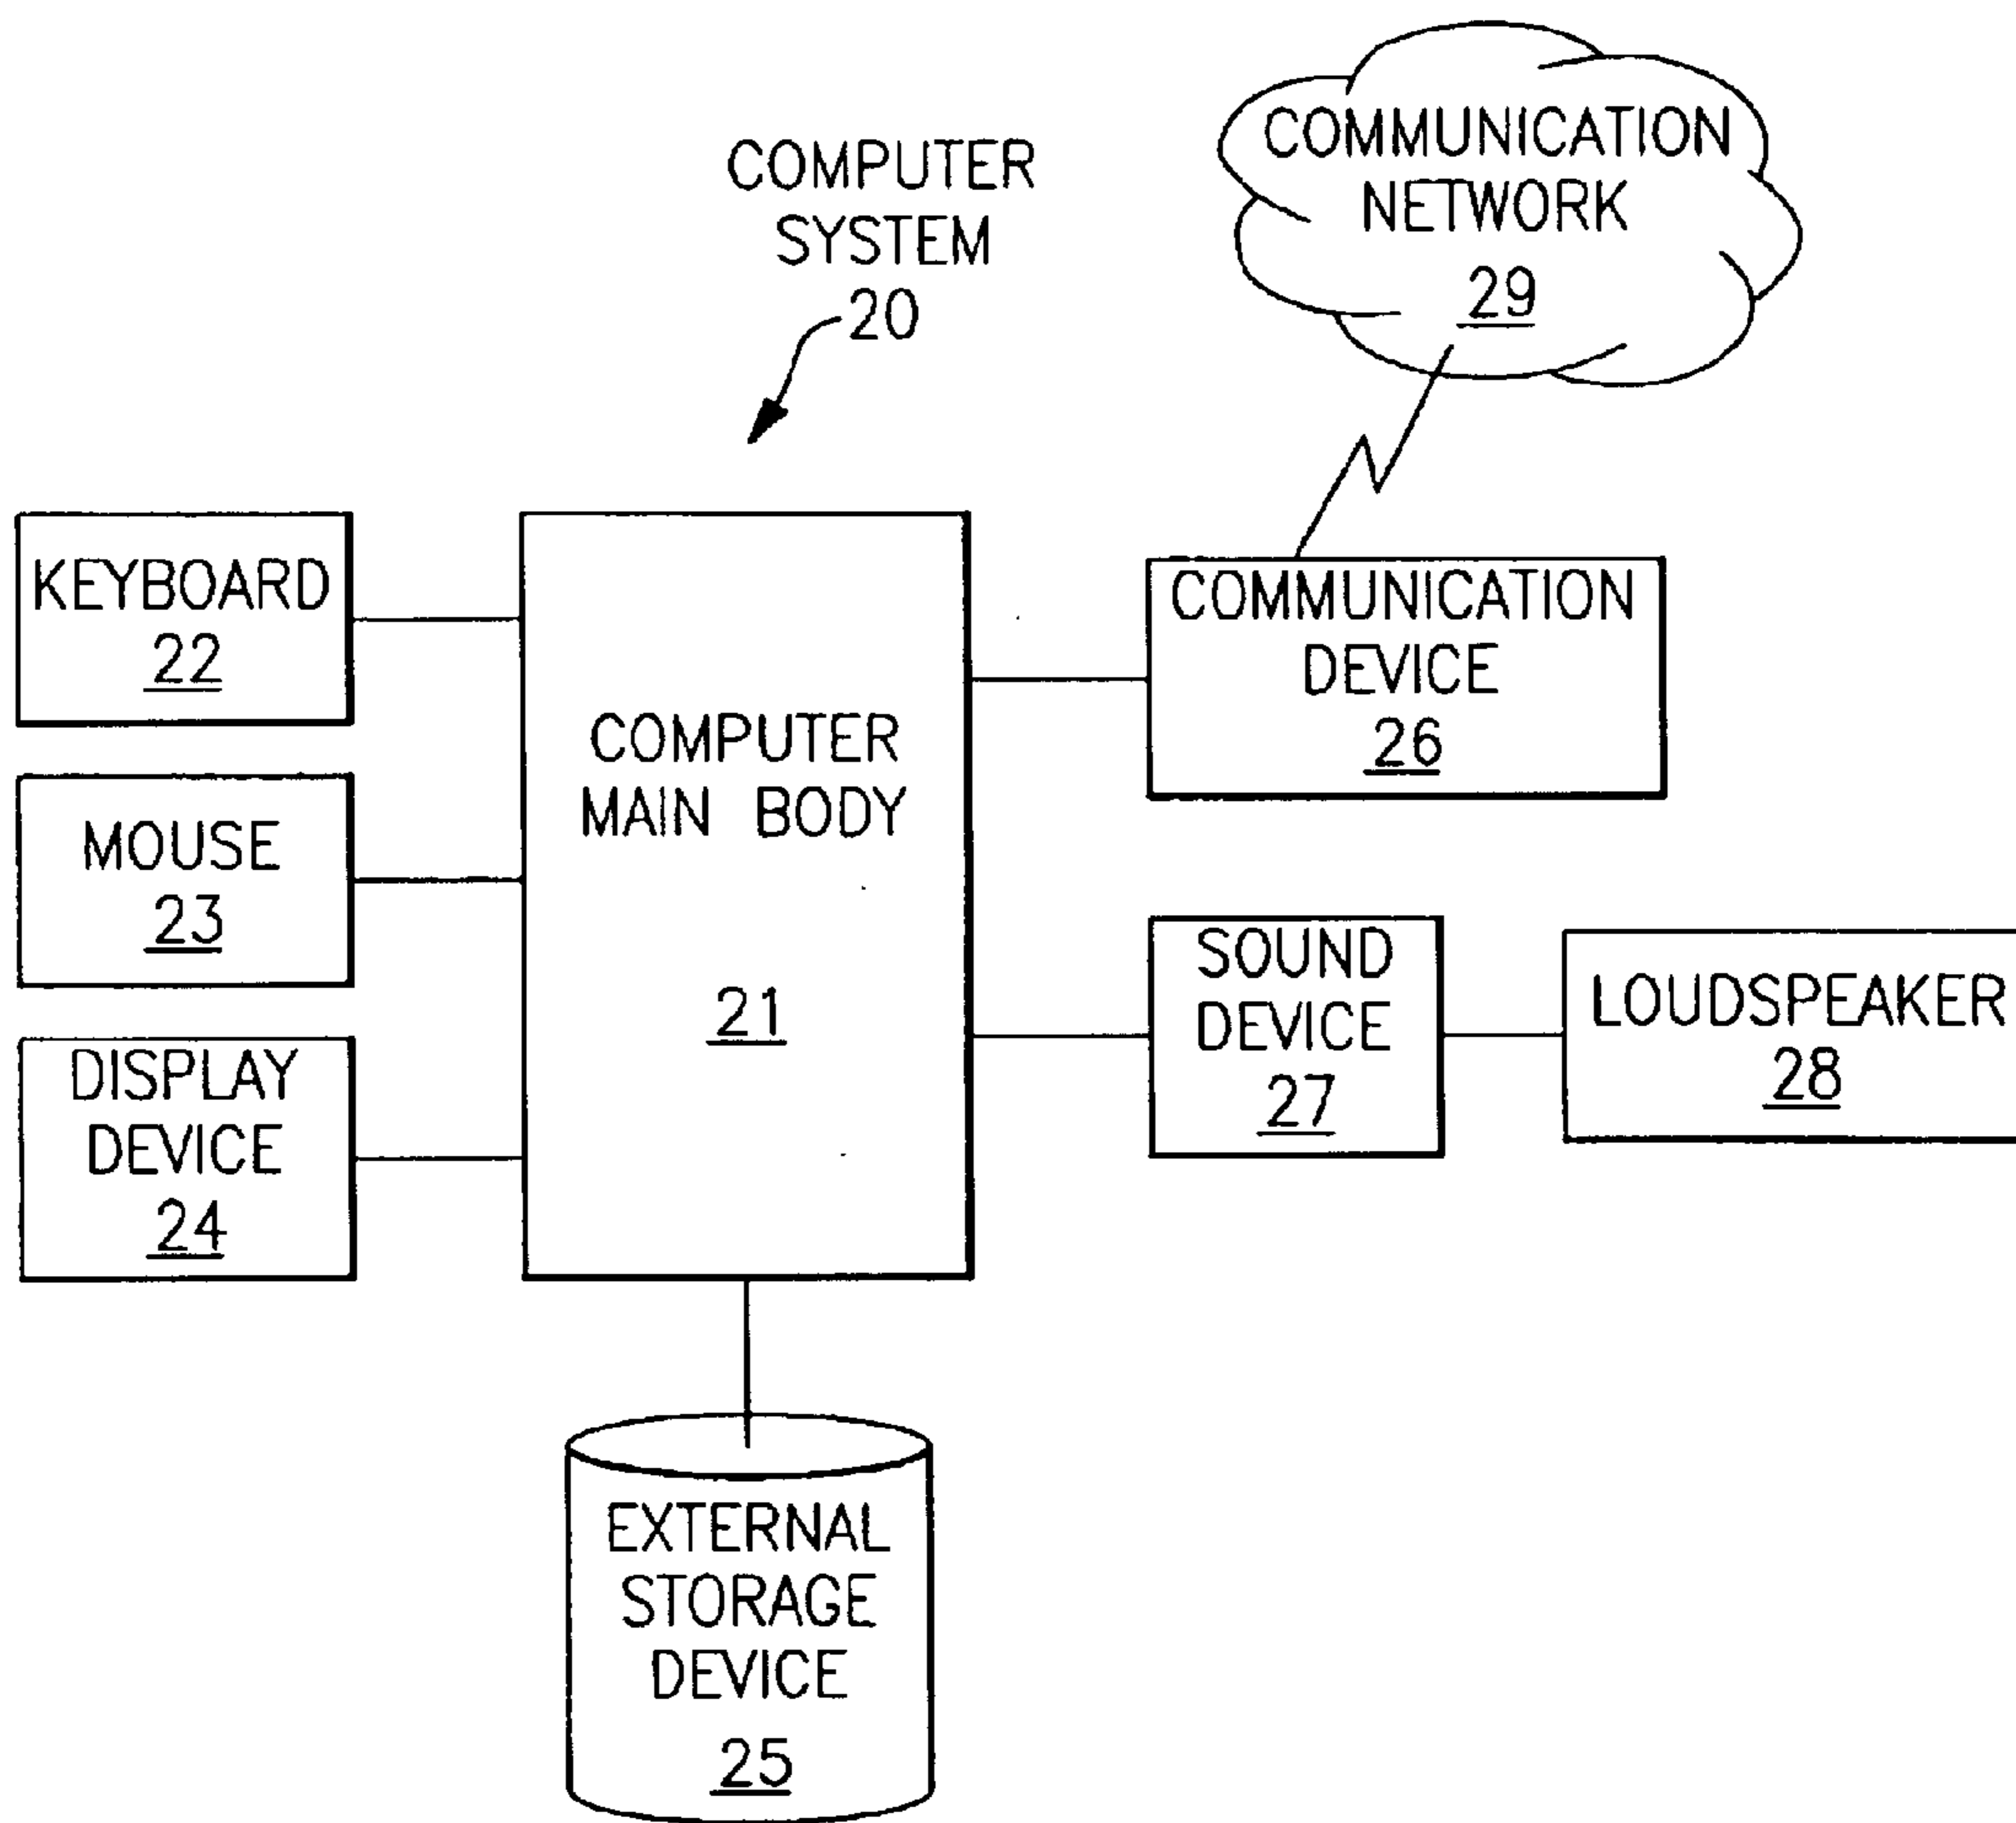 COMPUTER
SYSTEM
20
COMMUNICATION
NETWORK
29
KEYBOARD
22
MOUSE
23
DISPLAY
DEVICE
24
COMPUTER
MAIN BODY
21
COMMUNICATION
DEVICE
26
SOUND
DEVICE
27
LOUDSPEAKER
28
EXTERNAL
STORAGE
DEVICE
25